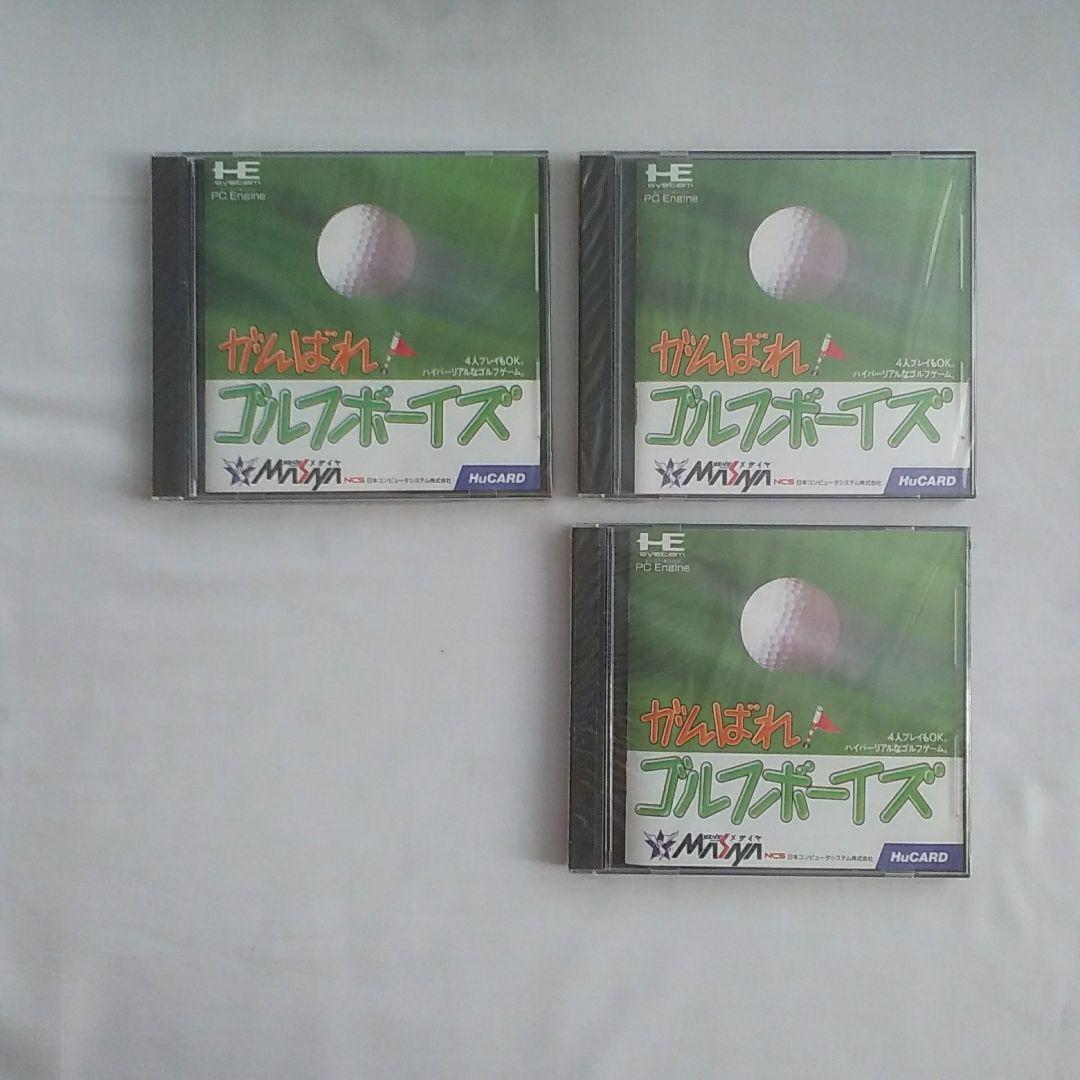 HE
system
PC Engine
がんばれ
4人プレイもOK。
ハイパーリアルなゴルフゲーム。
ゴルフボーイズ
メサイヤ
MASAYA
NCS 日本コンピュータシステム株式会社
HuCARD
HE
system
PC Engine
がんばれ
4人プレイもOK。
ハイパーリアルなゴルフゲーム。
ゴルフボーイズ
メサイヤ
MASAYA
NCS 日本コンピュータシステム株式会社
HuCARD
HE
system
PC Engine
がんばれ
4人プレイもOK。
ハイパーリアルなゴルフゲーム。
ゴルフボーイズ
メサイヤ
MASAYA
NCS 日本コンピュータシステム株式会社
HuCARD